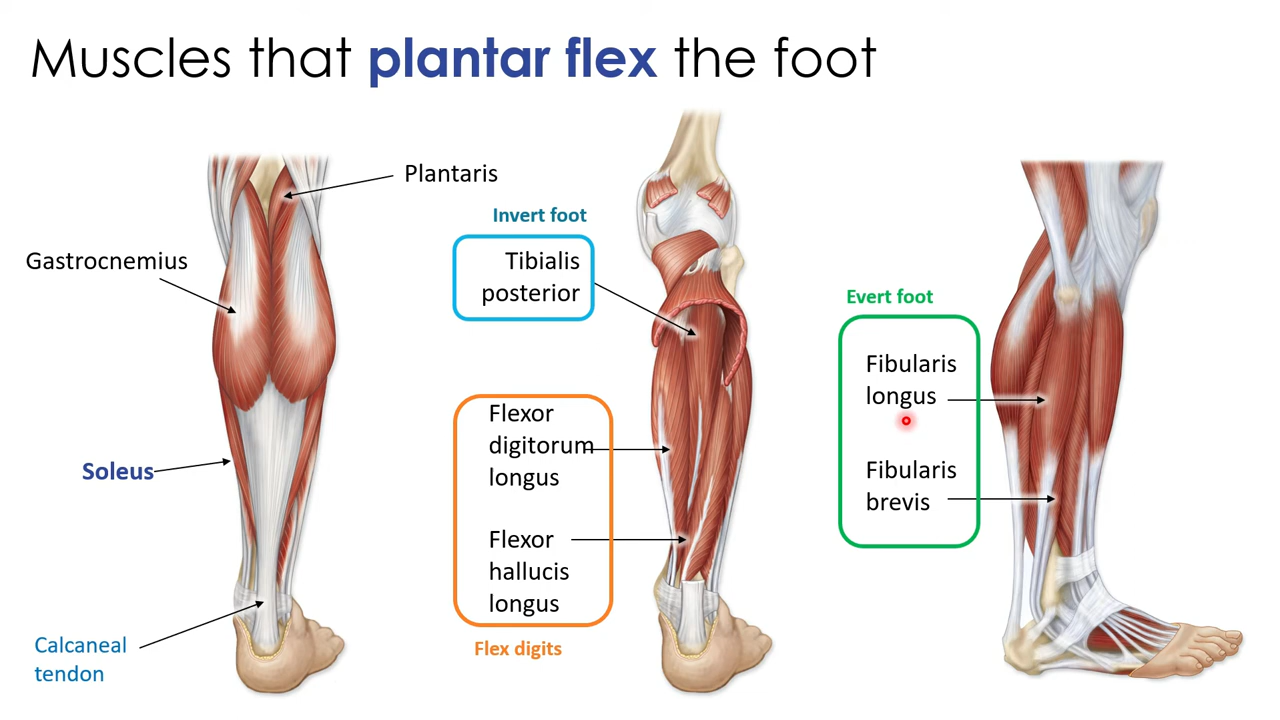 Muscles that plantar flex the foot
Plantaris
Gastrocnemius
Soleus
Calcaneal
tendon
Invert foot
Tibialis
posterior
Flexor
digitorum
longus
Flexor
hallucis
longus
Flex digits
Evert foot
Fibularis
longus
Fibularis
brevis